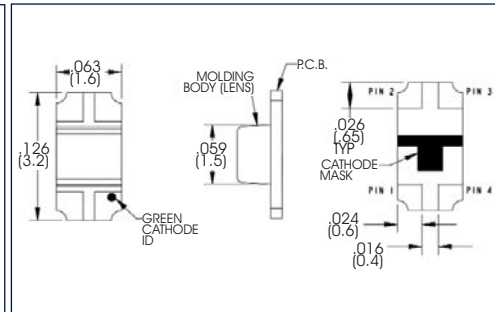 .063
(1.6)
.126
(3.2)
GREEN
CATHODE
ID
MOLDING
BODY (LENS)
P.C.B.
.059
(1.5)
PIN 2
PIN 3
.026
(.65)
TYP
CATHODE
MASK
PIN 1
PIN 4
.024
(0.6)
.016
(0.4)